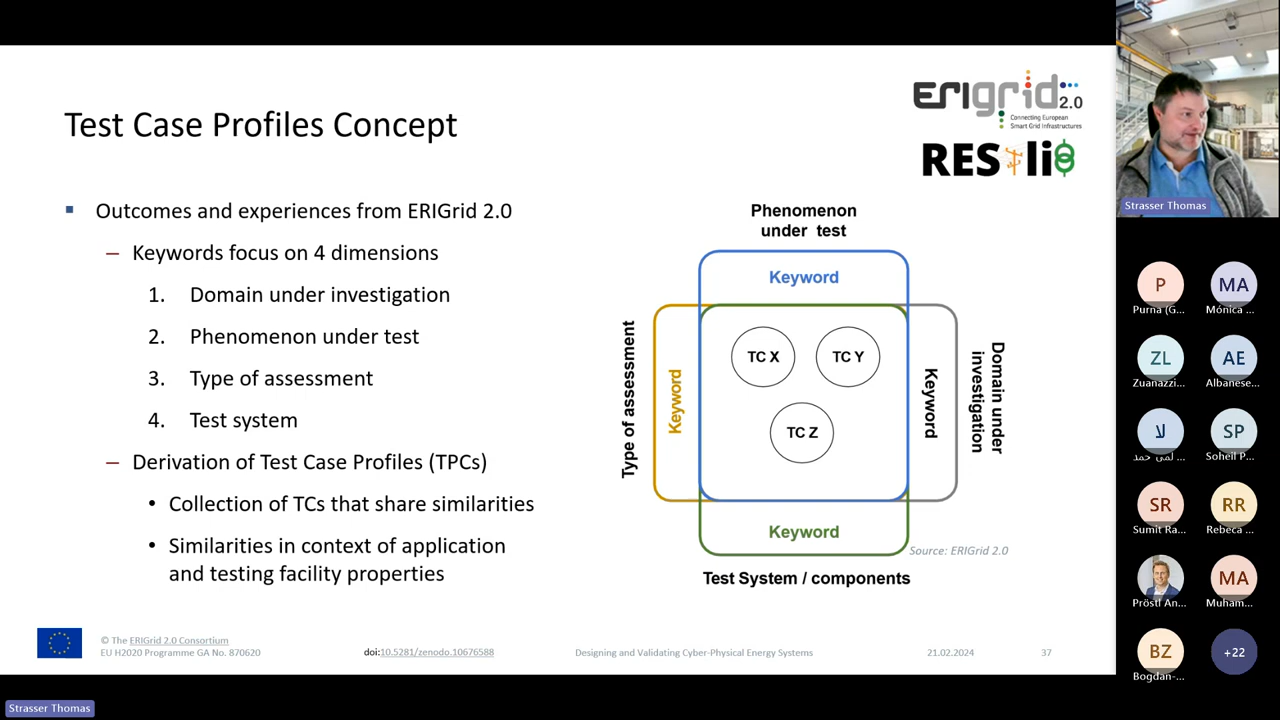 Test Case Profiles Concept
ERIgrid 2.0
Connecting European
Smart Grid Infrastructures
RESili8
Outcomes and experiences from ERIGrid 2.0
– Keywords focus on 4 dimensions
1. Domain under investigation
2. Phenomenon under test
3. Type of assessment
4. Test system
– Derivation of Test Case Profiles (TPCs)
• Collection of TCs that share similarities
• Similarities in context of application
and testing facility properties
Phenomenon
under test
Keyword
Type of assessment
Keyword
TC X
TC Y
TC Z
Keyword
Domain under
investigation
Keyword
Source: ERIGrid 2.0
Test System / components
© The ERIGrid 2.0 Consortium
EU H2020 Programme GA No. 870620
doi:10.5281/zenodo.10676588
Designing and Validating Cyber-Physical Energy Systems
21.02.2024
37
Strasser Thomas
P
Purna (G...
MA
Mónica ...
ZL
Zuanazzi...
AE
Albanese...
لا
لمى حمد ...
SP
Soheil P...
SR
Sumit Ra...
RR
Rebeca ...
Pröstl An...
MA
Muham...
BZ
Bogdan-...
+22
Strasser Thomas